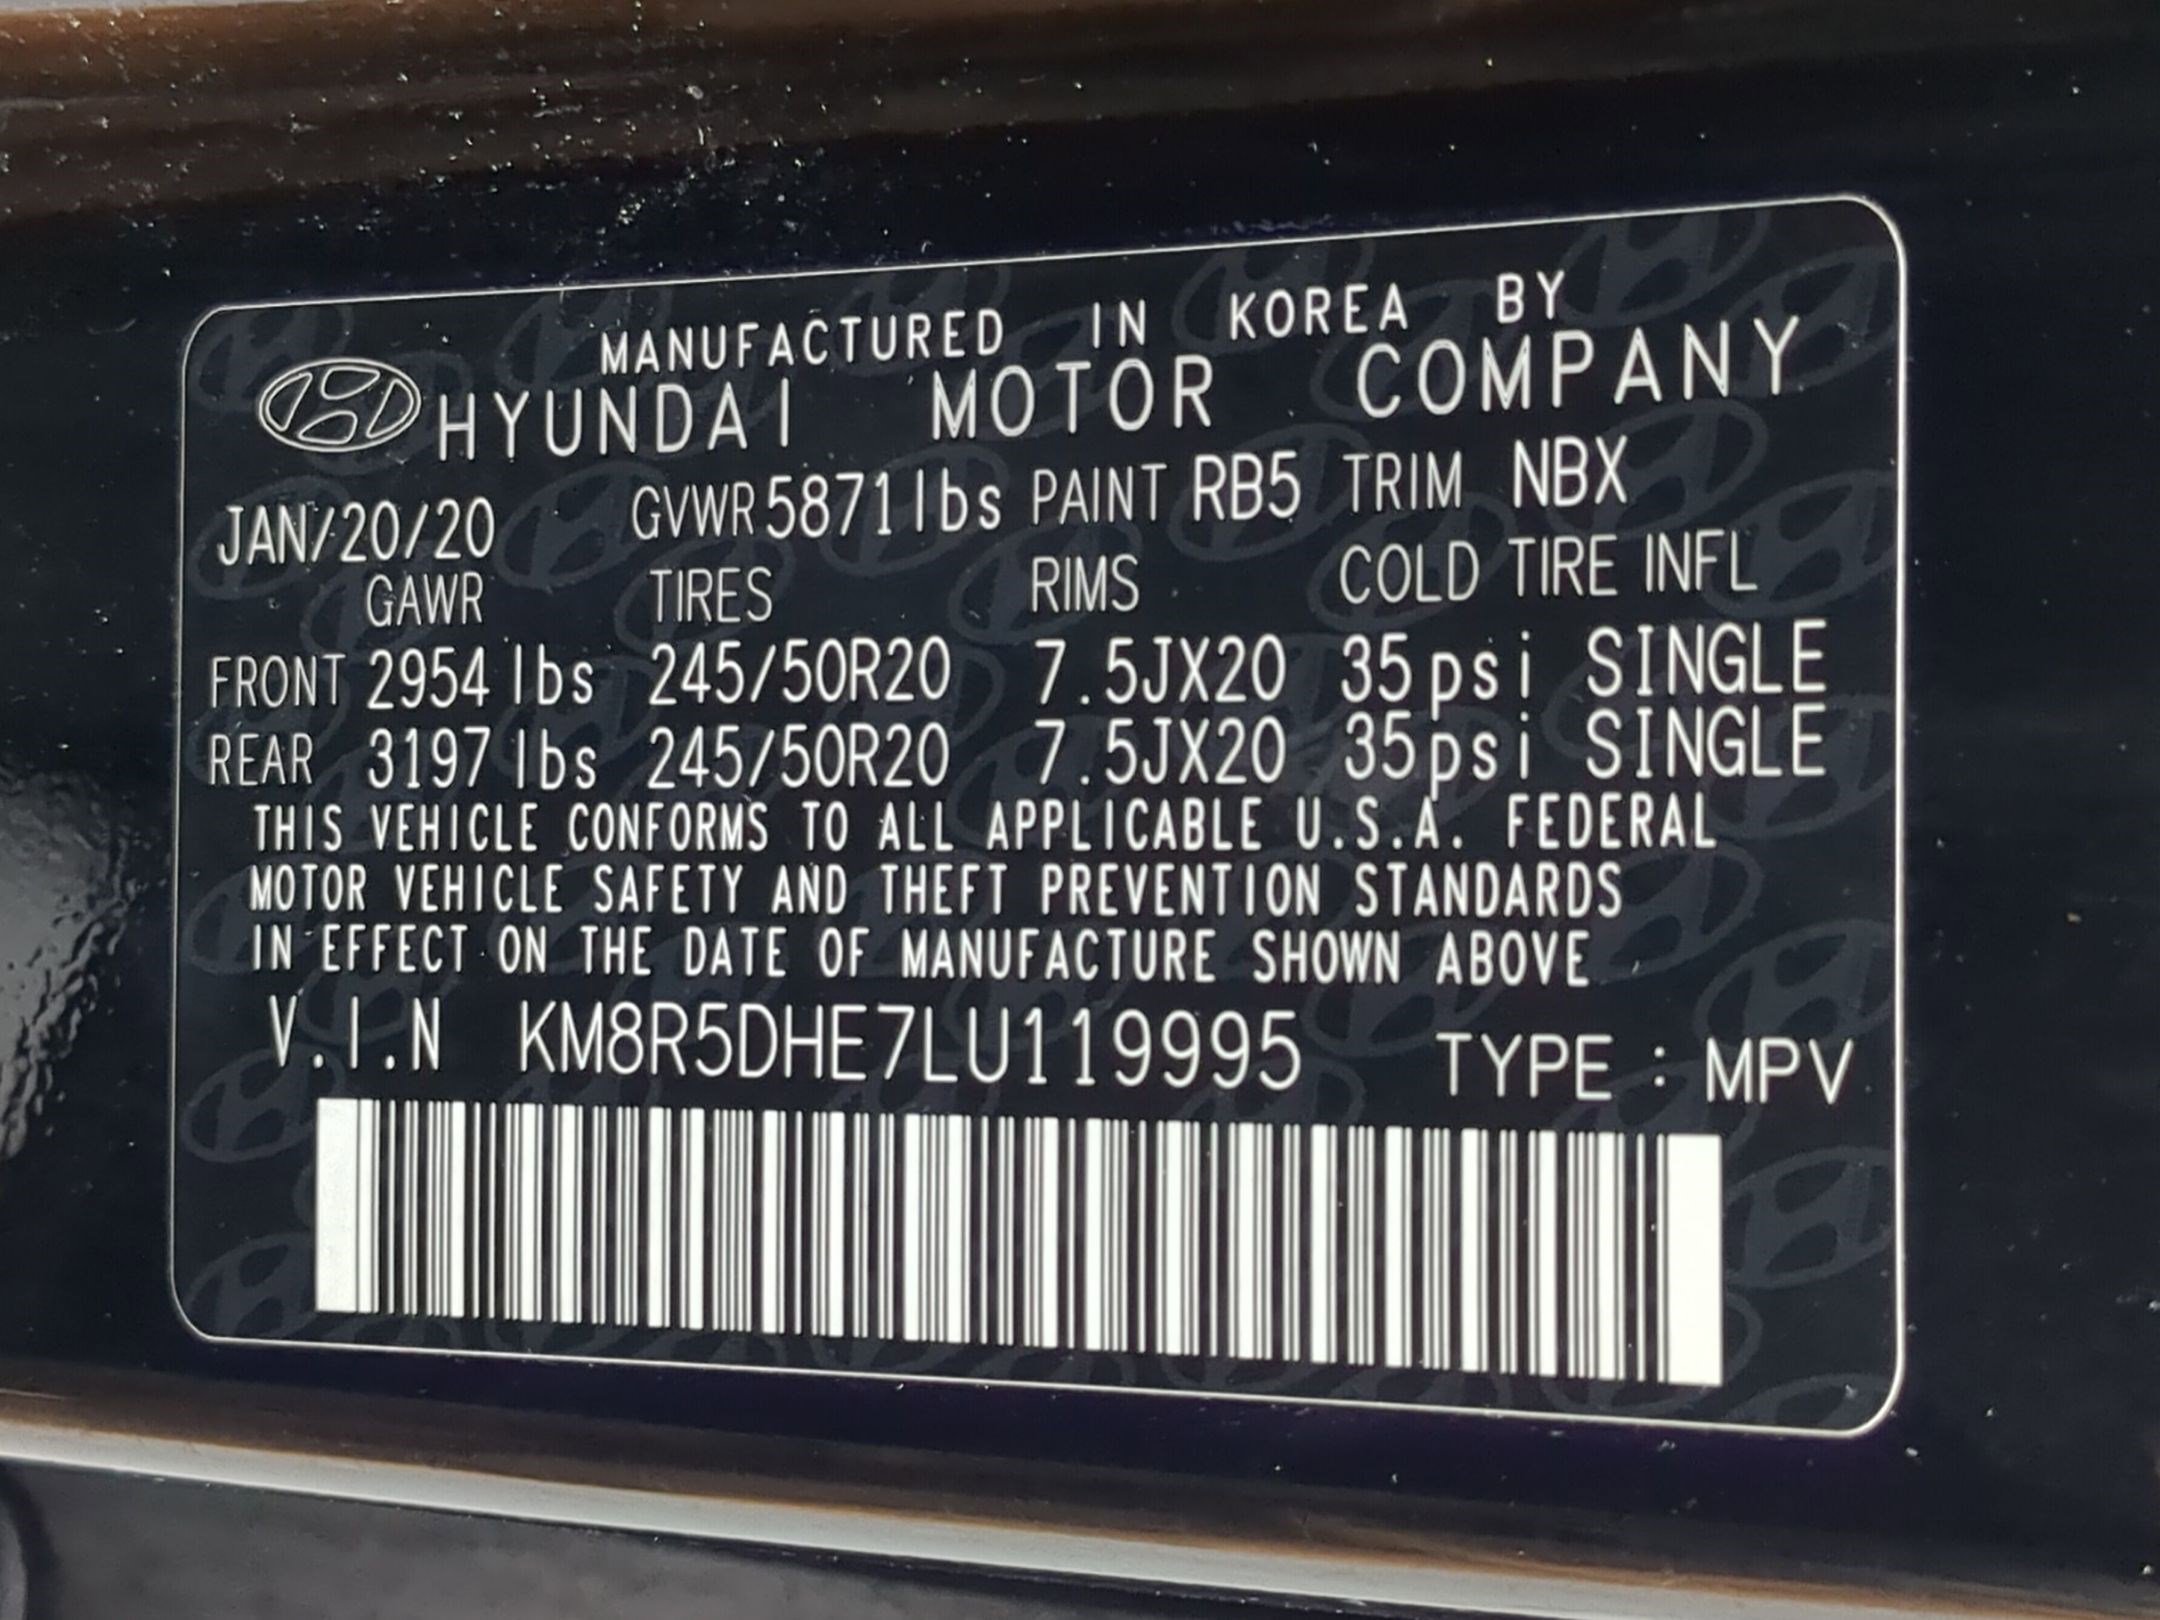 MANUFACTURED IN KOREA BY
HYUNDAI MOTOR COMPANY
JAN/20/20 GVWR 5871lbs PAINT RB5 TRIM NBX
GAWR TIRES RIMS COLD TIRE INFL
FRONT 2954 lbs 245/50R20 7.5JX20 35psi SINGLE
REAR 3197 lbs 245/50R20 7.5JX20 35psi SINGLE
THIS VEHICLE CONFORMS TO ALL APPLICABLE U.S.A. FEDERAL
MOTOR VEHICLE SAFETY AND THEFT PREVENTION STANDARDS
IN EFFECT ON THE DATE OF MANUFACTURE SHOWN ABOVE
V.I.N KM8R5DHE7LU119995 TYPE : MPV